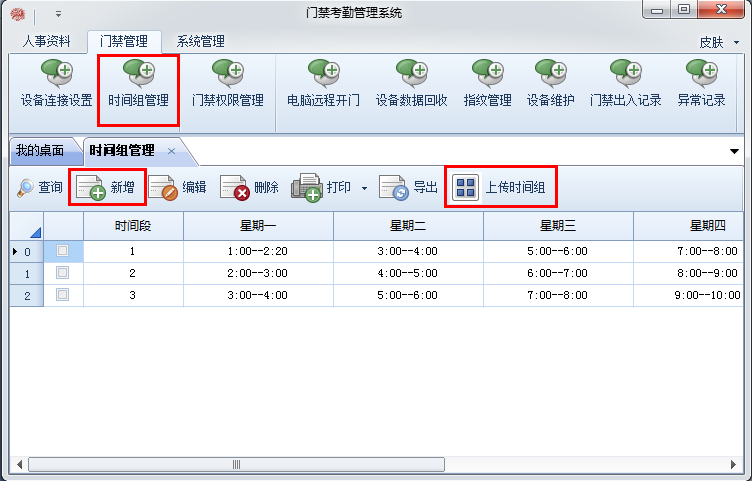 门禁考勤管理系统
人事资料 门禁管理 系统管理 皮肤
设备连接设置 时间组管理 门禁权限管理 电脑远程开门 设备数据回收 指纹管理 设备维护 门禁出入记录 异常记录
我的桌面 时间组管理 ×
查询 新增 编辑 删除 打印 导出 上传时间组
时间段 星期一 星期二 星期三 星期四
0 1 1:00--2:20 3:00--4:00 5:00--6:00 7:00--8:00
1 2 2:00--3:00 4:00--5:00 6:00--7:00 8:00--9:00
2 3 3:00--4:00 5:00--6:00 7:00--8:00 9:00--10:00